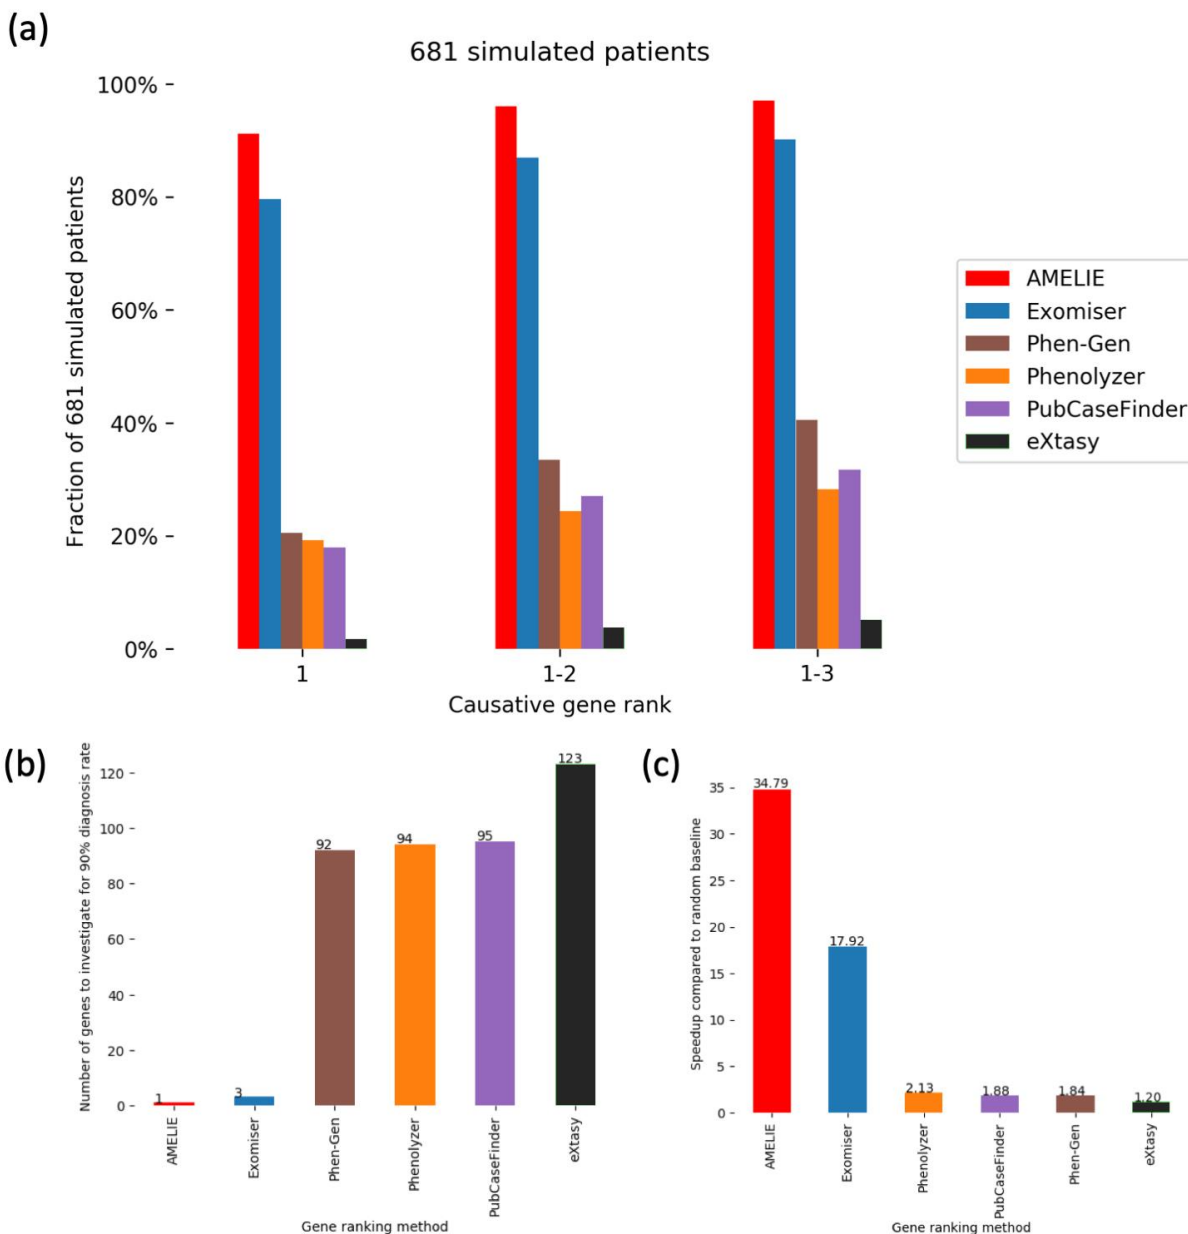 (a)
681 simulated patients
100%
80%
60%
40%
20%
0%
Fraction of 681 simulated patients
1
1-2
1-3
Causative gene rank
AMELIE
Exomiser
Phen-Gen
Phenolyzer
PubCaseFinder
eXtasy
(b)
Number of genes to investigate for 90% diagnosis rate
120
100
80
60
40
20
0
1
3
92
94
95
123
AMELIE
Exomiser
Phen-Gen
Phenolyzer
PubCaseFinder
eXtasy
Gene ranking method
(c)
Speedup compared to random baseline
35
30
25
20
15
10
5
0
34.79
17.92
2.13
1.88
1.84
1.20
AMELIE
Exomiser
Phenolyzer
PubCaseFinder
Phen-Gen
eXtasy
Gene ranking method